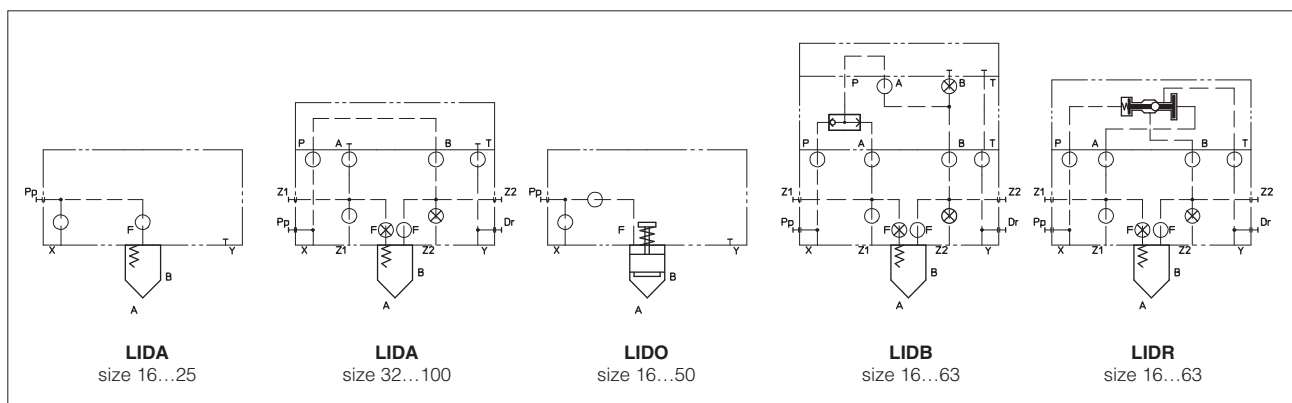 P A B T
P A B T
P A B T
P A B T
Z1 Z2
Z1 Z2
Z1 Z2
Pp Pp Pp Pp Dr Pp Dr
Dr
F F F F F F F F
X Y X Z1 Z2 Y X Y X Z1 Z2 Y X Z1 Z2 Y
B B B B B
A A A A A
LIDA LIDA LIDO LIDB LIDR
size 16...25 size 32...100 size 16...50 size 16...63 size 16...63